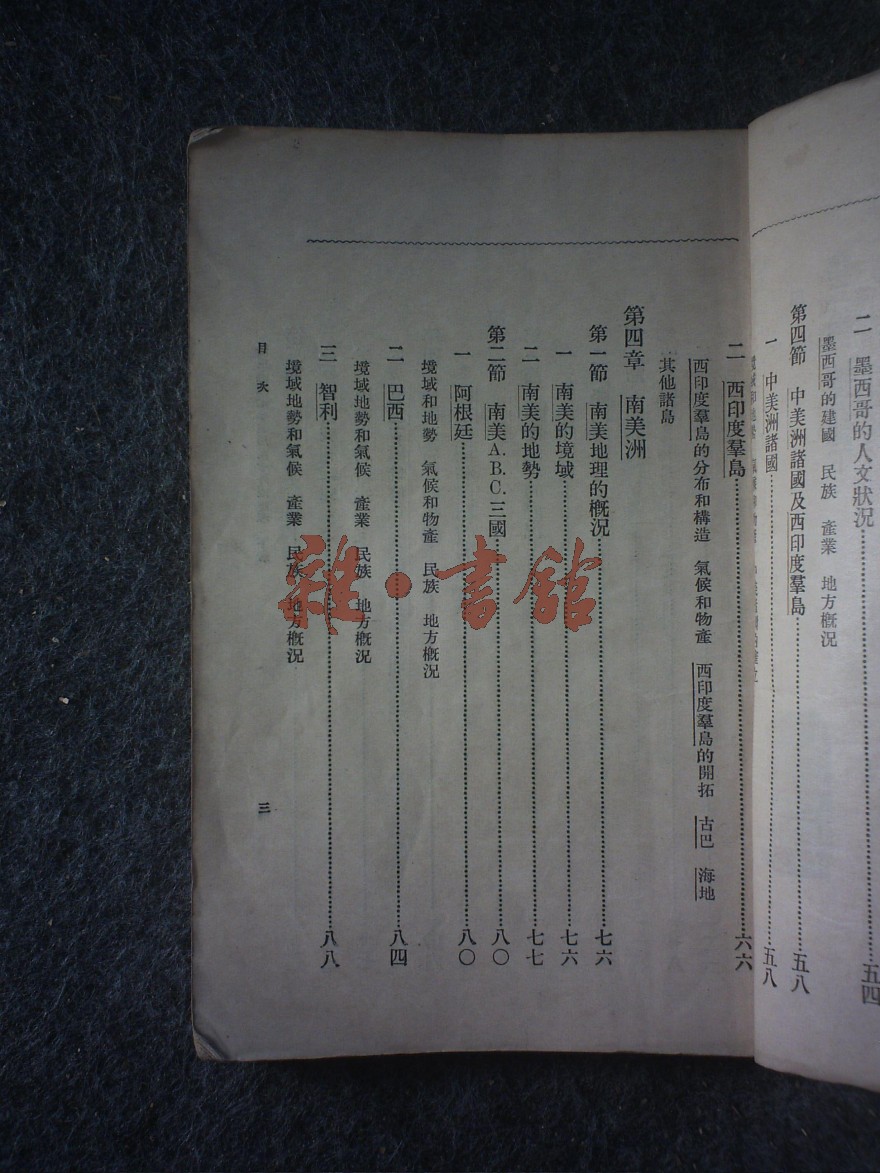 二　墨西哥的人文狀況…………五四
墨西哥的建國　民族　產業　地方概況
第四節　中美洲諸國及西印度羣島…………五八
一　中美洲諸國…………五八
二　西印度羣島…………六六
西印度羣島的分布和構造　氣候和物產　西印度羣島的開拓　古巴　海地
其他諸島
第四章　南美洲
第一節　南美地理的概況…………七六
一　南美的境域…………七六
二　南美的地勢…………七七
第二節　南美A.B.C.三國…………八〇
一　阿根廷…………八〇
境域和地勢　氣候和物產　民族　地方概況
二　巴西…………八四
境域地勢和氣候　產業　民族　地方概況
三　智利…………八八
境域地勢和氣候　產業　民族　地方概況
目次
三
雜·書館